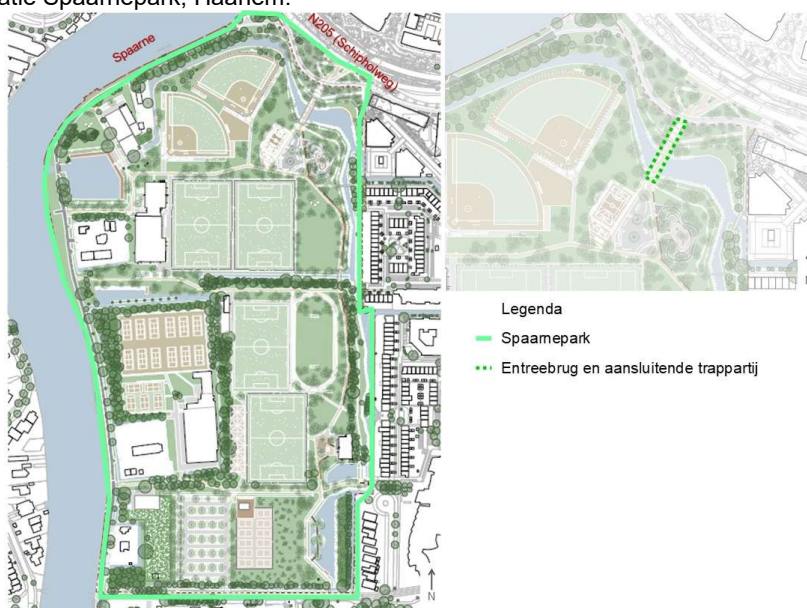 atie Spaarnepark, Haarlem.
Spaarne
N205 (Schipholweg)
Legenda
Spaarnepark
Entreebrug en aansluitende trappartij
N